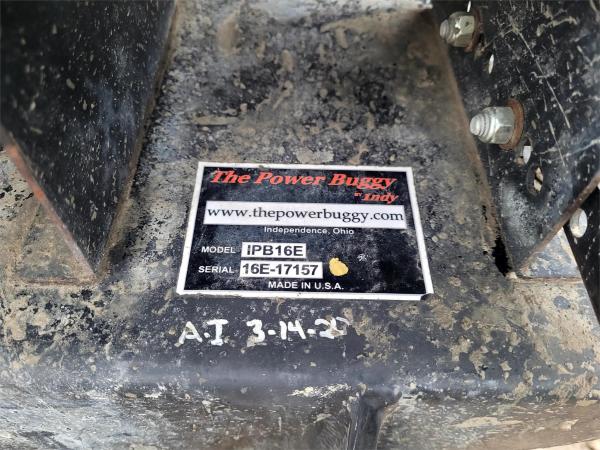 The Power Buggy
BY Indy
www.thepowerbuggy.com
Independence, Ohio
MODEL IPB16E
SERIAL 16E-17157
MADE IN U.S.A.
A.I 3-14-2